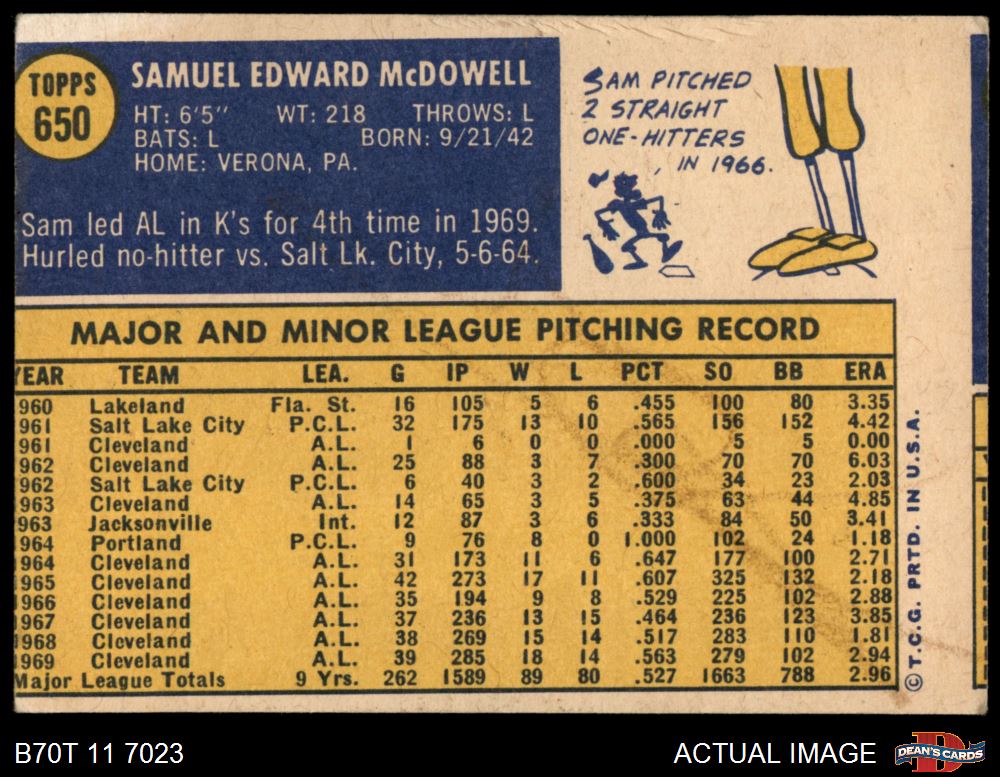 TOPPS
650
SAMUEL EDWARD McDOWELL
HT: 6'5" WT: 218 THROWS: L
BATS: L BORN: 9/21/42
HOME: VERONA, PA.
Sam led AL in K's for 4th time in 1969.
Hurled no-hitter vs. Salt Lk. City, 5-6-64.
SAM PITCHED
2 STRAIGHT
ONE-HITTERS
IN 1966.
MAJOR AND MINOR LEAGUE PITCHING RECORD
YEAR TEAM LEA. G IP W L PCT SO BB ERA
960 Lakeland Fla. St. 16 105 5 6 .455 100 80 3.35
961 Salt Lake City P.C.L. 32 175 13 10 .565 156 152 4.42
961 Cleveland A.L. 1 6 0 0 .000 5 5 0.00
962 Cleveland A.L. 25 88 3 7 .300 70 70 6.03
962 Salt Lake City P.C.L. 6 40 3 2 .600 34 23 2.03
963 Cleveland A.L. 14 65 3 5 .375 63 44 4.85
963 Jacksonville Int. 12 87 3 6 .333 84 50 3.41
964 Portland P.C.L. 9 76 8 0 1.000 102 24 1.18
1964 Cleveland A.L. 31 173 11 6 .647 177 100 2.71
1965 Cleveland A.L. 42 273 17 11 .607 325 132 2.18
1966 Cleveland A.L. 35 194 9 8 .529 225 102 2.88
1967 Cleveland A.L. 37 236 13 15 .464 236 123 3.85
1968 Cleveland A.L. 38 269 15 14 .517 283 110 1.81
1969 Cleveland A.L. 39 285 18 14 .563 279 102 2.94
Major League Totals 9 Yrs. 262 1589 89 80 .527 1663 788 2.96
© T.C.G. PRTD. IN U.S.A.
B70T 11 7023
ACTUAL IMAGE
DEAN'S CARDS